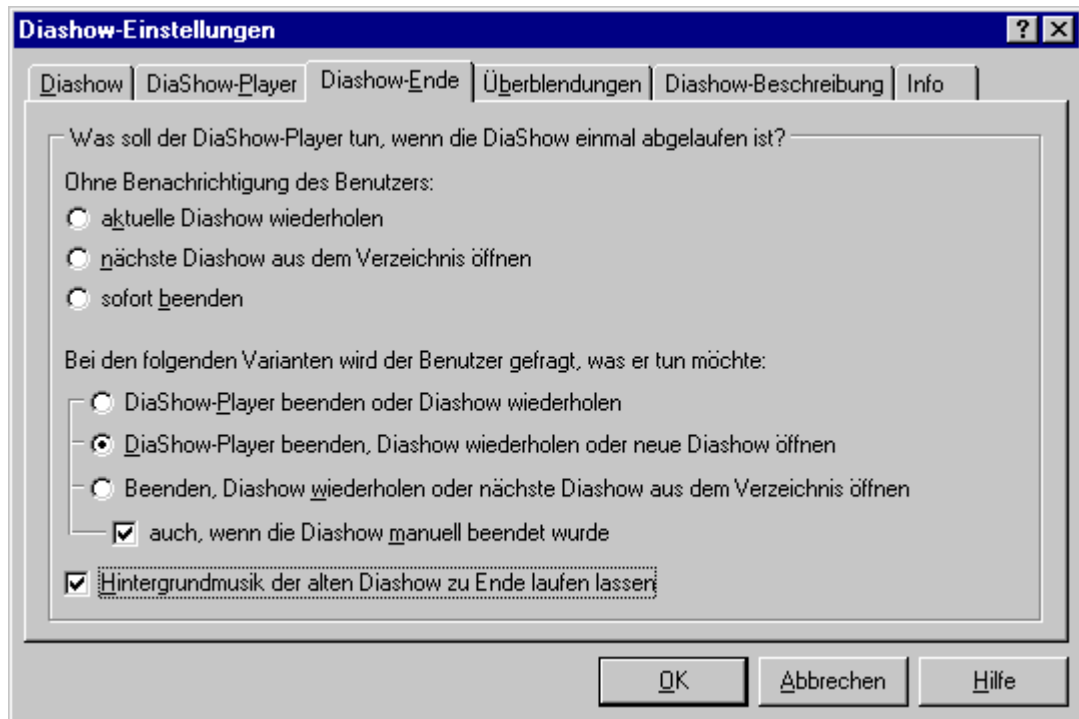 Diashow-Einstellungen
Diashow DiaShow-Player Diashow-Ende Überblendungen Diashow-Beschreibung Info
Was soll der DiaShow-Player tun, wenn die DiaShow einmal abgelaufen ist?
Ohne Benachrichtigung des Benutzers:
aktuelle Diashow wiederholen
nächste Diashow aus dem Verzeichnis öffnen
sofort beenden
Bei den folgenden Varianten wird der Benutzer gefragt, was er tun möchte:
DiaShow-Player beenden oder Diashow wiederholen
DiaShow-Player beenden, Diashow wiederholen oder neue Diashow öffnen
Beenden, Diashow wiederholen oder nächste Diashow aus dem Verzeichnis öffnen
auch, wenn die Diashow manuell beendet wurde
Hintergrundmusik der alten Diashow zu Ende laufen lassen
OK Abbrechen Hilfe